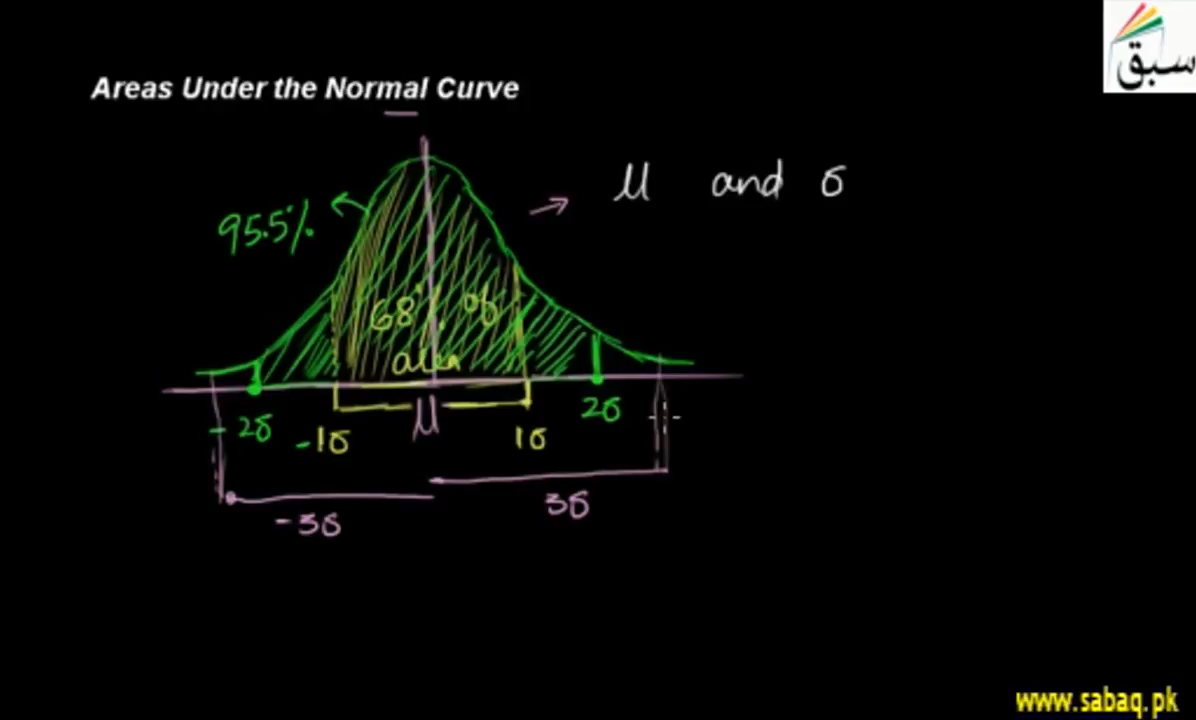 سبق
Areas Under the Normal Curve
μ and σ
95.5%
68% of
area
-2σ -1σ μ 1σ 2σ
-3σ 3σ
www.sabaq.pk